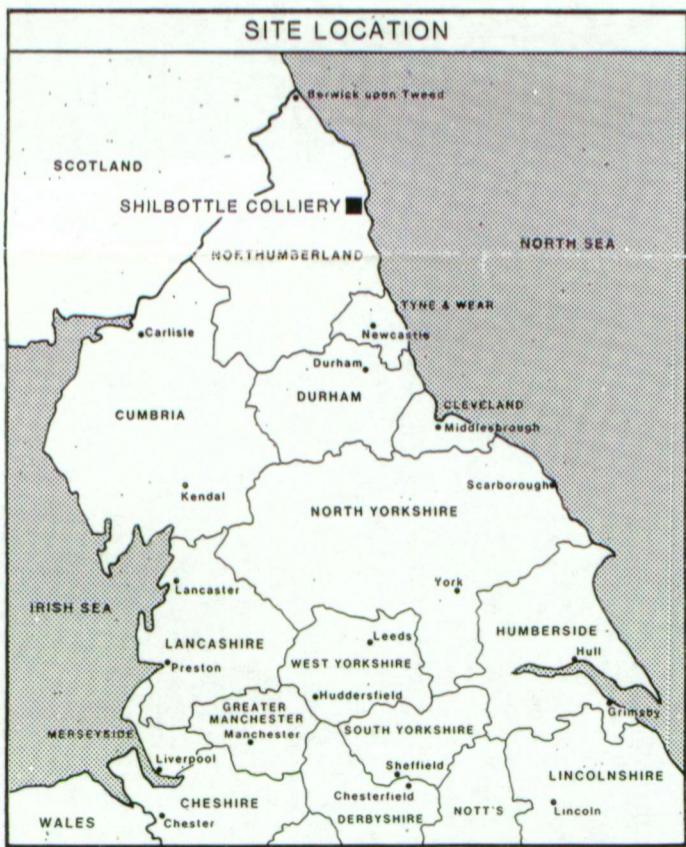 SITE LOCATION
Berwick upon Tweed
SCOTLAND
SHILBOTTLE COLLIERY
NORTH SEA
NORTHUMBERLAND
TYNE & WEAR
Carlisle
Newcastle
Durham
DURHAM
CLEVELAND
CUMBRIA
Middlesbrough
Kendal
Scarborough
NORTH YORKSHIRE
Lancaster
York
IRISH SEA
HUMBERSIDE
LANCASHIRE
Leeds
Hull
WEST YORKSHIRE
Preston
Huddersfield
GREATER
MANCHESTER
Grimsby
MERSEYSIDE
Manchester
SOUTH YORKSHIRE
Liverpool
Sheffield
LINCOLNSHIRE
Chesterfield
CHESHIRE
NOTT'S
Lincoln
Chester
DERBYSHIRE
WALES